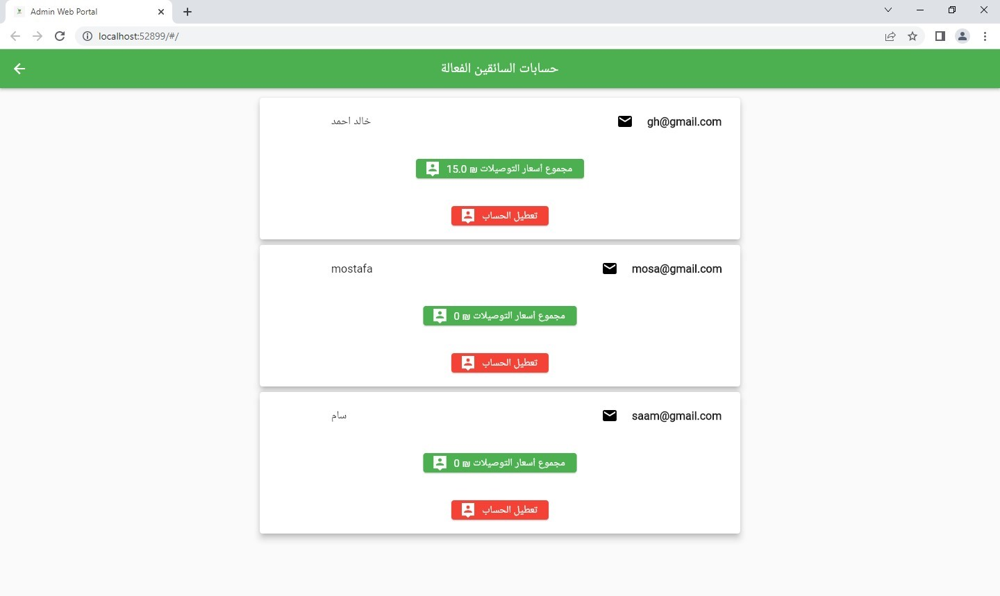 Admin Web Portal
localhost:52899/#/
حسابات السائقين الفعالة
خالد احمد
gh@gmail.com
مجموع أسعار التوصيلات ₪ 15.0
تعطيل الحساب
mostafa
mosa@gmail.com
مجموع أسعار التوصيلات ₪ 0
تعطيل الحساب
سام
saam@gmail.com
مجموع أسعار التوصيلات ₪ 0
تعطيل الحساب